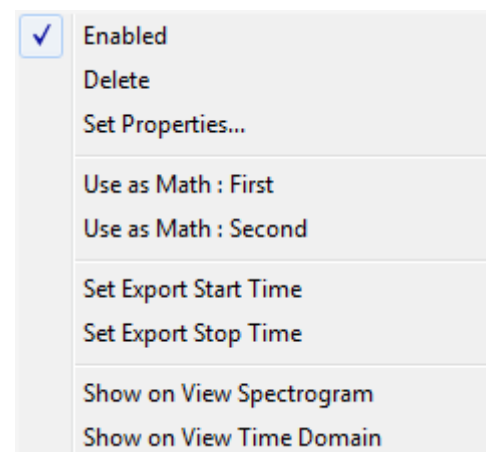 Enabled
Delete
Set Properties...
Use as Math : First
Use as Math : Second
Set Export Start Time
Set Export Stop Time
Show on View Spectrogram
Show on View Time Domain